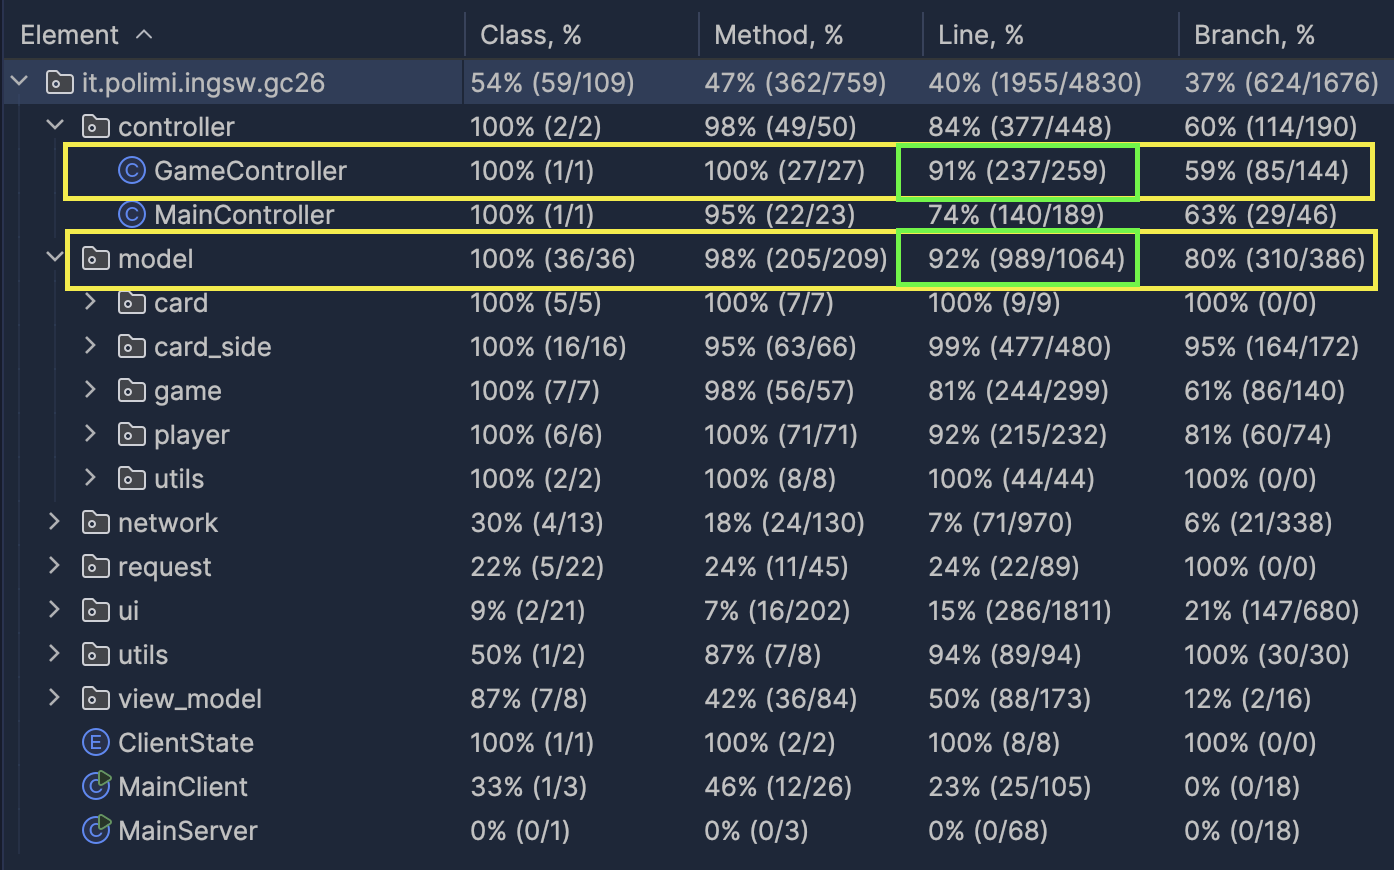 Element Class, % Method, % Line, % Branch, %
it.polimi.ingsw.gc26 54% (59/109) 47% (362/759) 40% (1955/4830) 37% (624/1676)
controller 100% (2/2) 98% (49/50) 84% (377/448) 60% (114/190)
C GameController 100% (1/1) 100% (27/27) 91% (237/259) 59% (85/144)
C MainController 100% (1/1) 95% (22/23) 74% (140/189) 63% (29/46)
model 100% (36/36) 98% (205/209) 92% (989/1064) 80% (310/386)
card 100% (5/5) 100% (7/7) 100% (9/9) 100% (0/0)
card_side 100% (16/16) 95% (63/66) 99% (477/480) 95% (164/172)
game 100% (7/7) 98% (56/57) 81% (244/299) 61% (86/140)
player 100% (6/6) 100% (71/71) 92% (215/232) 81% (60/74)
utils 100% (2/2) 100% (8/8) 100% (44/44) 100% (0/0)
network 30% (4/13) 18% (24/130) 7% (71/970) 6% (21/338)
request 22% (5/22) 24% (11/45) 24% (22/89) 100% (0/0)
ui 9% (2/21) 7% (16/202) 15% (286/1811) 21% (147/680)
utils 50% (1/2) 87% (7/8) 94% (89/94) 100% (30/30)
view_model 87% (7/8) 42% (36/84) 50% (88/173) 12% (2/16)
E ClientState 100% (1/1) 100% (2/2) 100% (8/8) 100% (0/0)
C MainClient 33% (1/3) 46% (12/26) 23% (25/105) 0% (0/18)
C MainServer 0% (0/1) 0% (0/3) 0% (0/68) 0% (0/18)